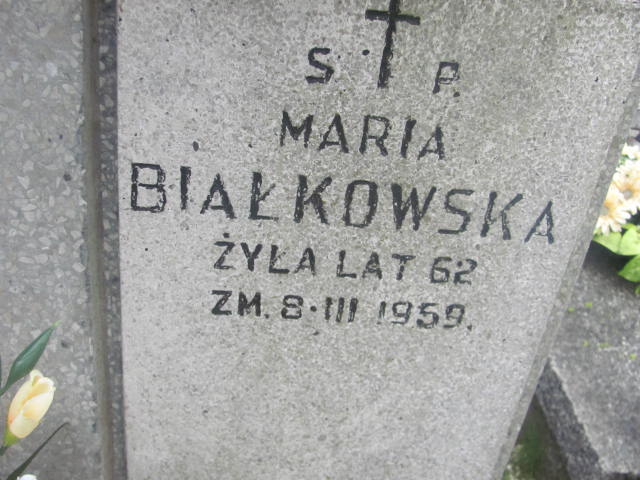 S P.
MARIA
BIAŁKOWSKA
ŻYŁA LAT 62
ZM. 8·III 1959.